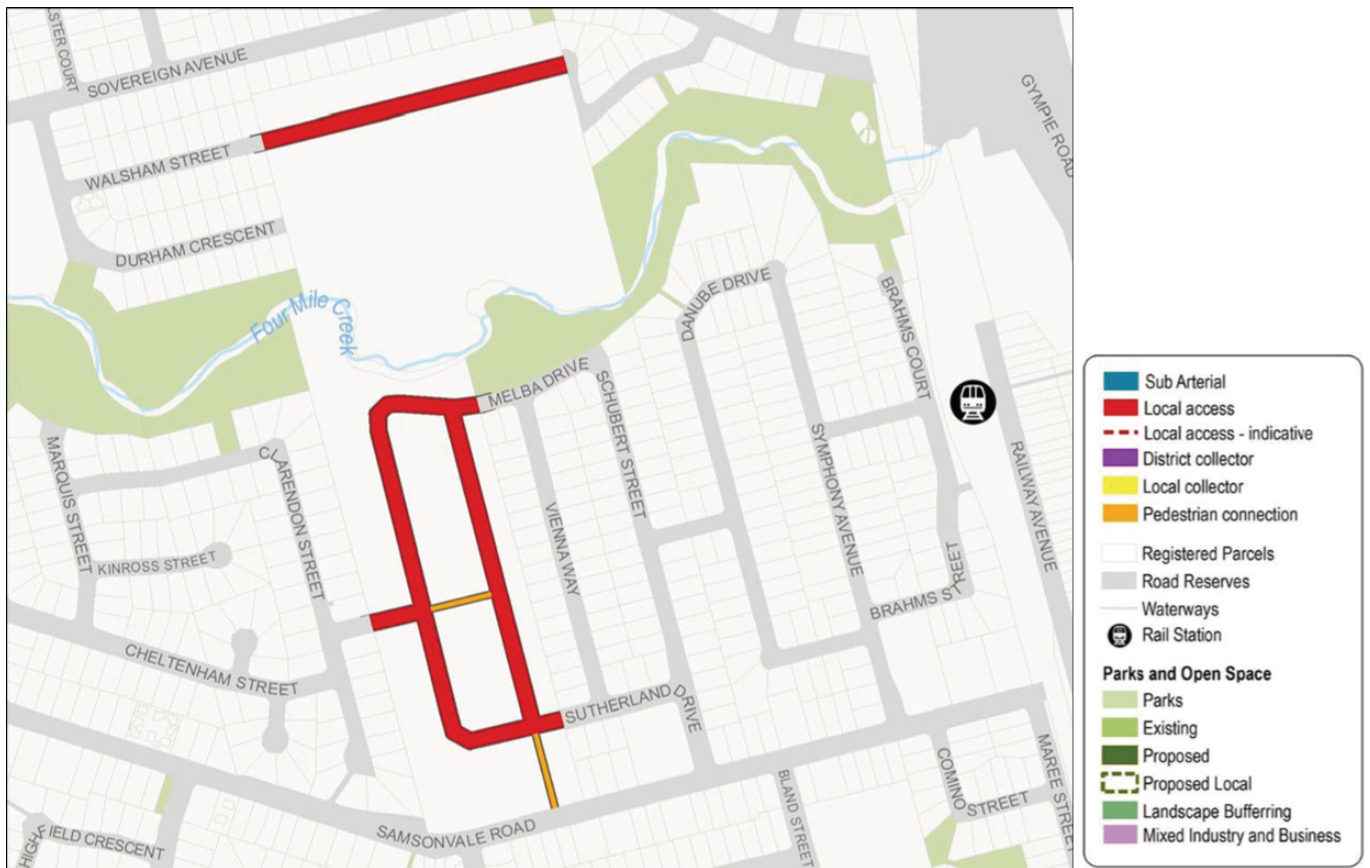 STER COURT
SOVEREIGN AVENUE
GYMPIE ROAD
WALSHAM STREET
DURHAM CRESCENT
Four Mile Creek
DANUBE DRIVE
BRAHMS COURT
MELBA DRIVE
SCHUBERT STREET
MARQUIS STREET
CLARENDON STREET
SYMPHONY AVENUE
RAILWAY AVENUE
VIENNA WAY
KINROSS STREET
BRAHMS STREET
CHELTENHAM STREET
SUTHERLAND DRIVE
COMINO STREET
MAREE STREET
BLAND STREET
SAMSONVALE ROAD
HIGHFIELD CRESCENT
Sub Arterial
Local access
Local access - indicative
District collector
Local collector
Pedestrian connection
Registered Parcels
Road Reserves
Waterways
Rail Station
Parks and Open Space
Parks
Existing
Proposed
Proposed Local
Landscape Bufferring
Mixed Industry and Business